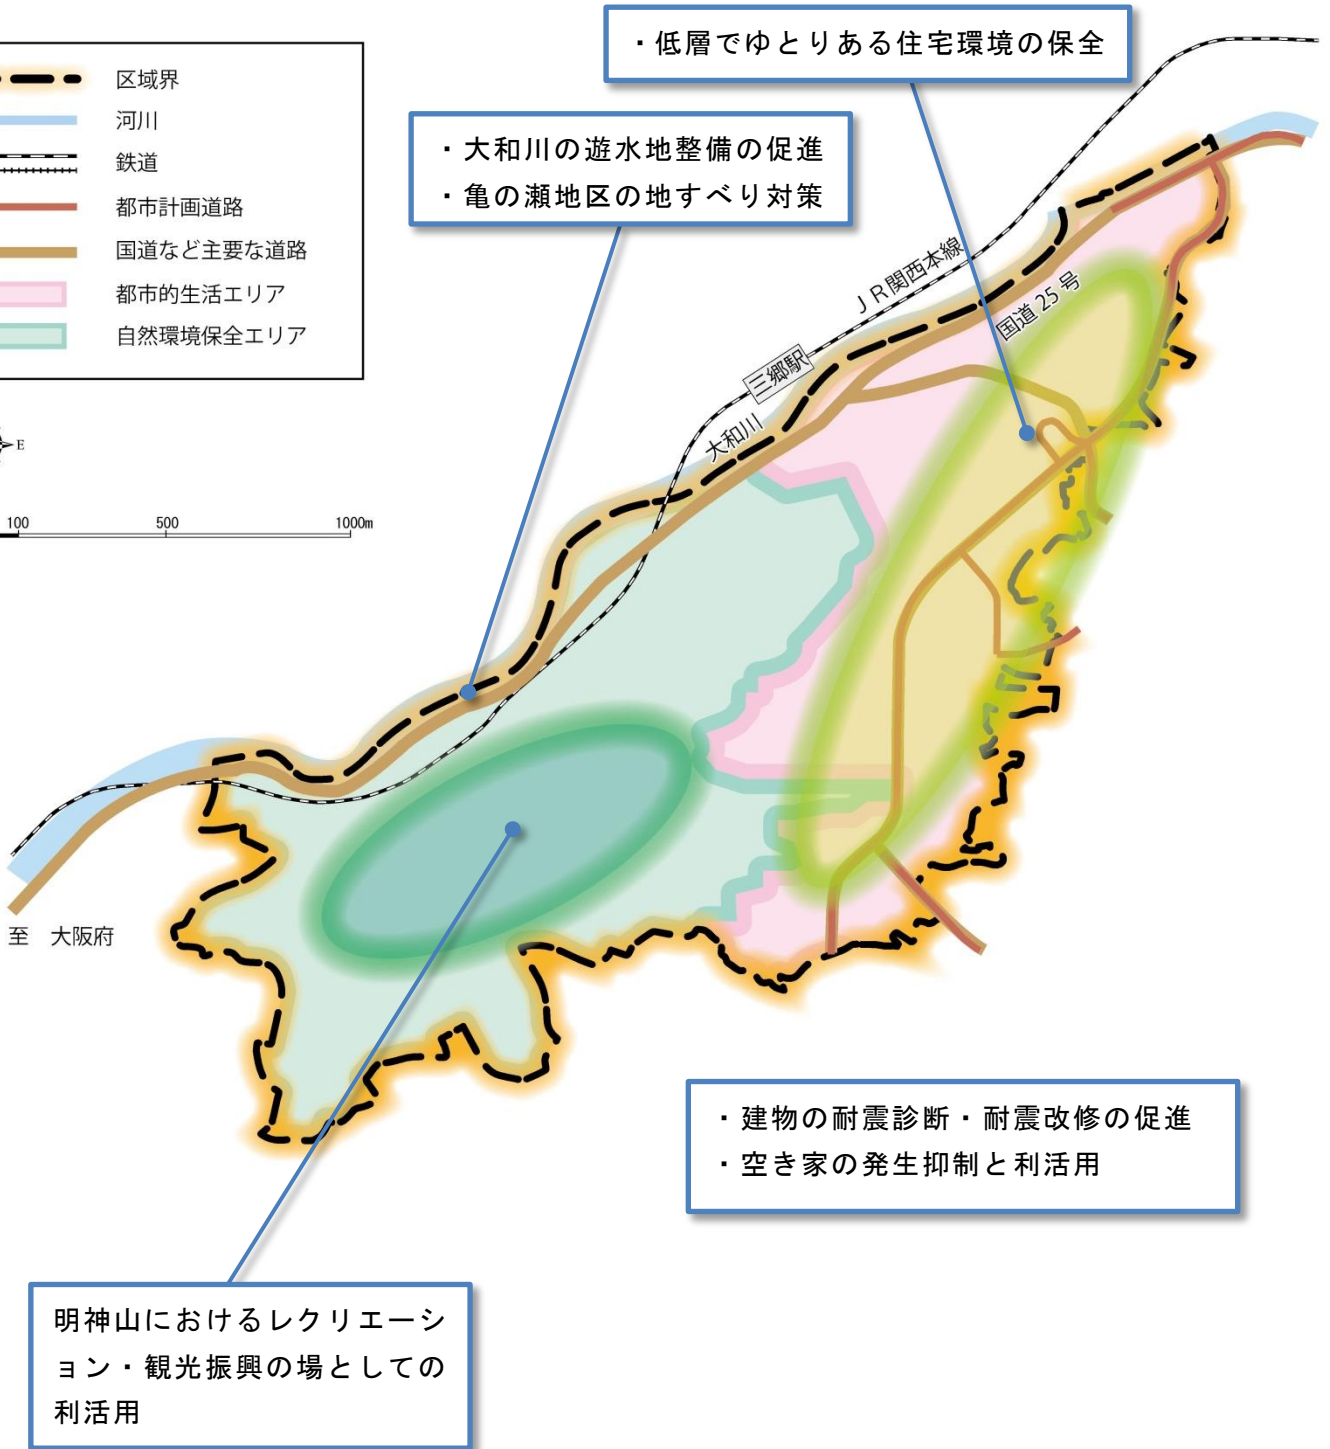 ・低層でゆとりある住宅環境の保全
・大和川の遊水地整備の促進
・亀の瀬地区の地すべり対策
区域界
河川
鉄道
都市計画道路
国道など主要な道路
都市的生活エリア
自然環境保全エリア
E
100 500 1000m
JR関西本線
国道25号
三郷駅
大和川
至 大阪府
・建物の耐震診断・耐震改修の促進
・空き家の発生抑制と利活用
明神山におけるレクリエーシ
ョン・観光振興の場としての
利活用